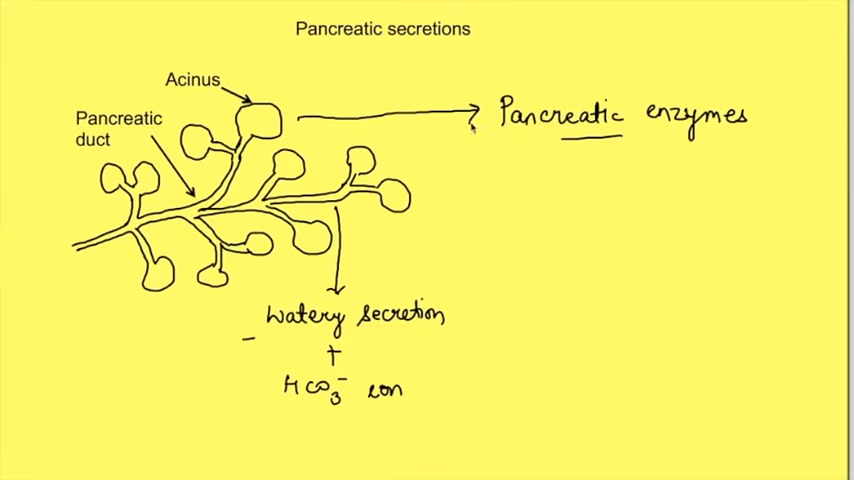 Pancreatic secretions
Acinus
Pancreatic
duct
Pancreatic enzymes
Watery secretion
+
HCO₃⁻ ion